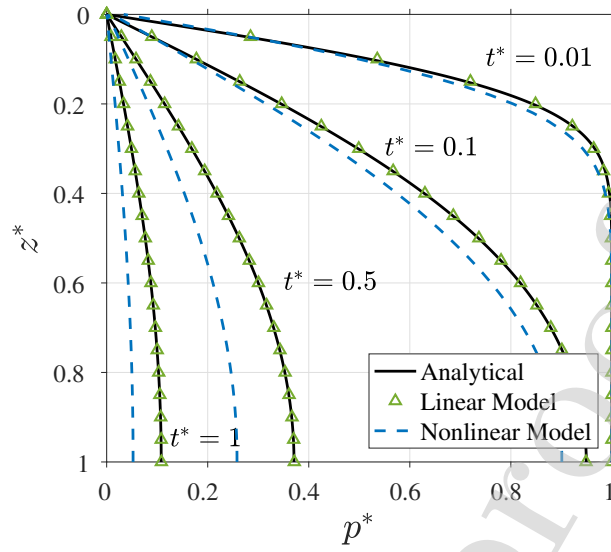 0
t* = 0.01
0.2
t* = 0.1
0.4
z*
t* = 0.5
0.6
Analytical
0.8
Linear Model
t* = 1
Nonlinear Model
1
0 0.2 0.4 0.6 0.8 1
p*